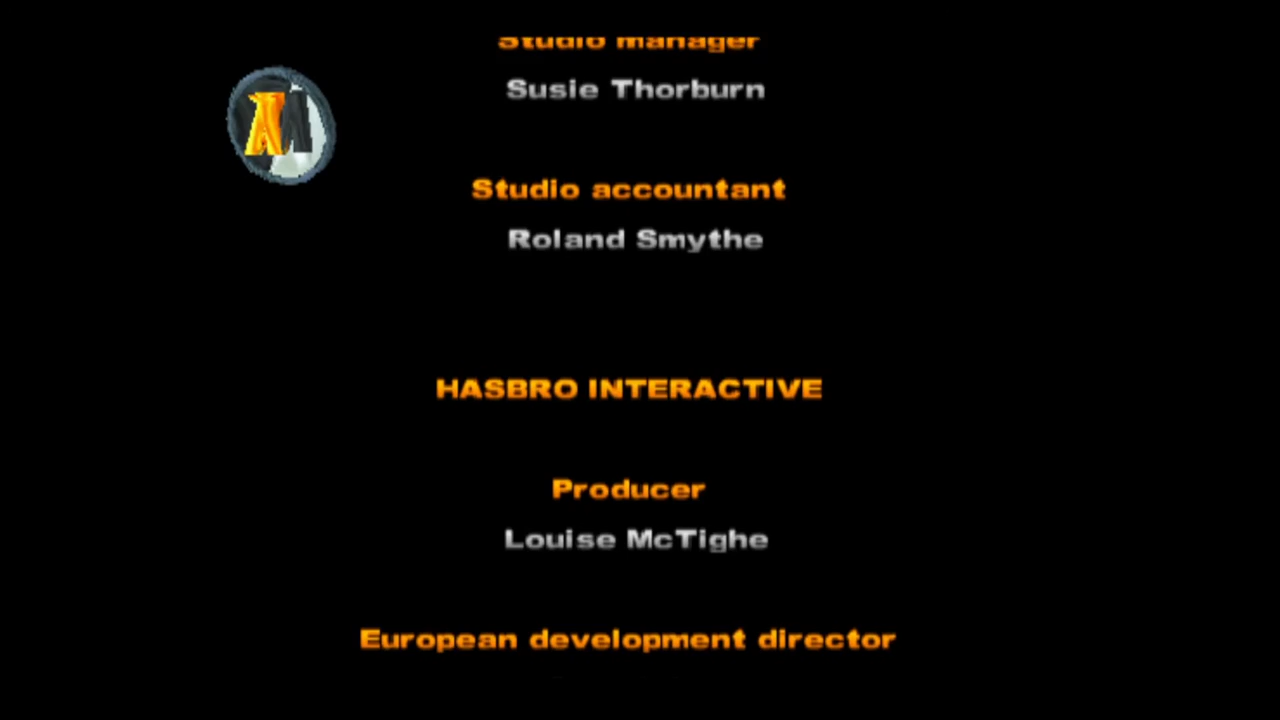 Studio manager
Susie Thorburn
Studio accountant
Roland Smythe
HASBRO INTERACTIVE
Producer
Louise McTighe
European development director